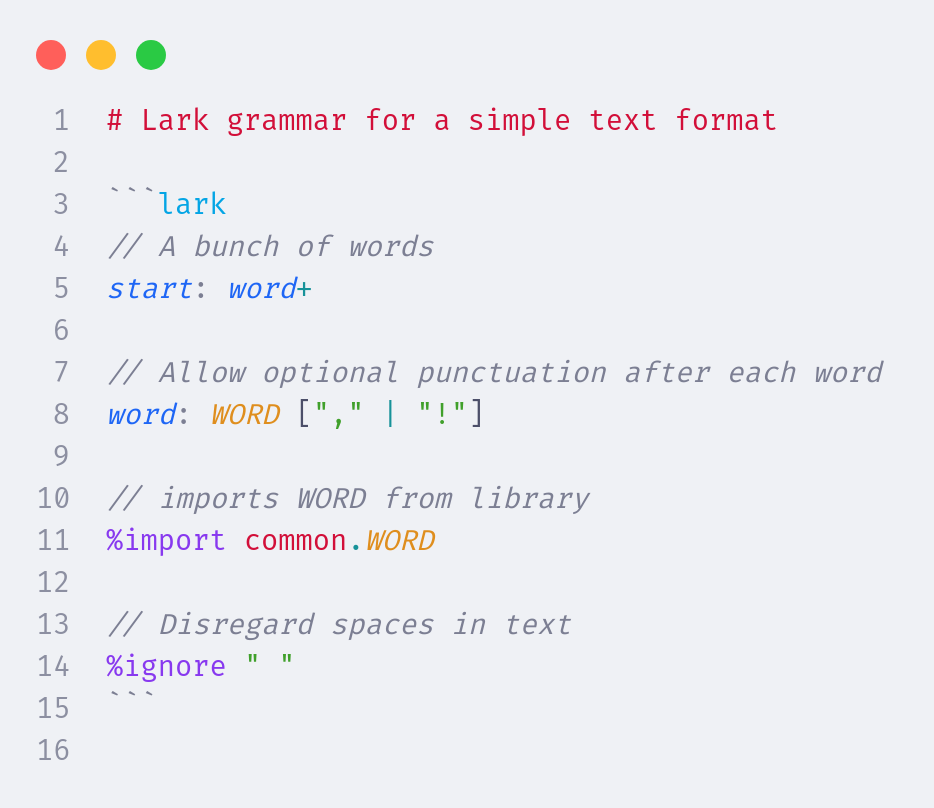 1 # Lark grammar for a simple text format
2
3 ```lark
4 // A bunch of words
5 start: word+
6
7 // Allow optional punctuation after each word
8 word: WORD ["," | "!"]
9
10 // imports WORD from library
11 %import common.WORD
12
13 // Disregard spaces in text
14 %ignore " "
15 ```
16